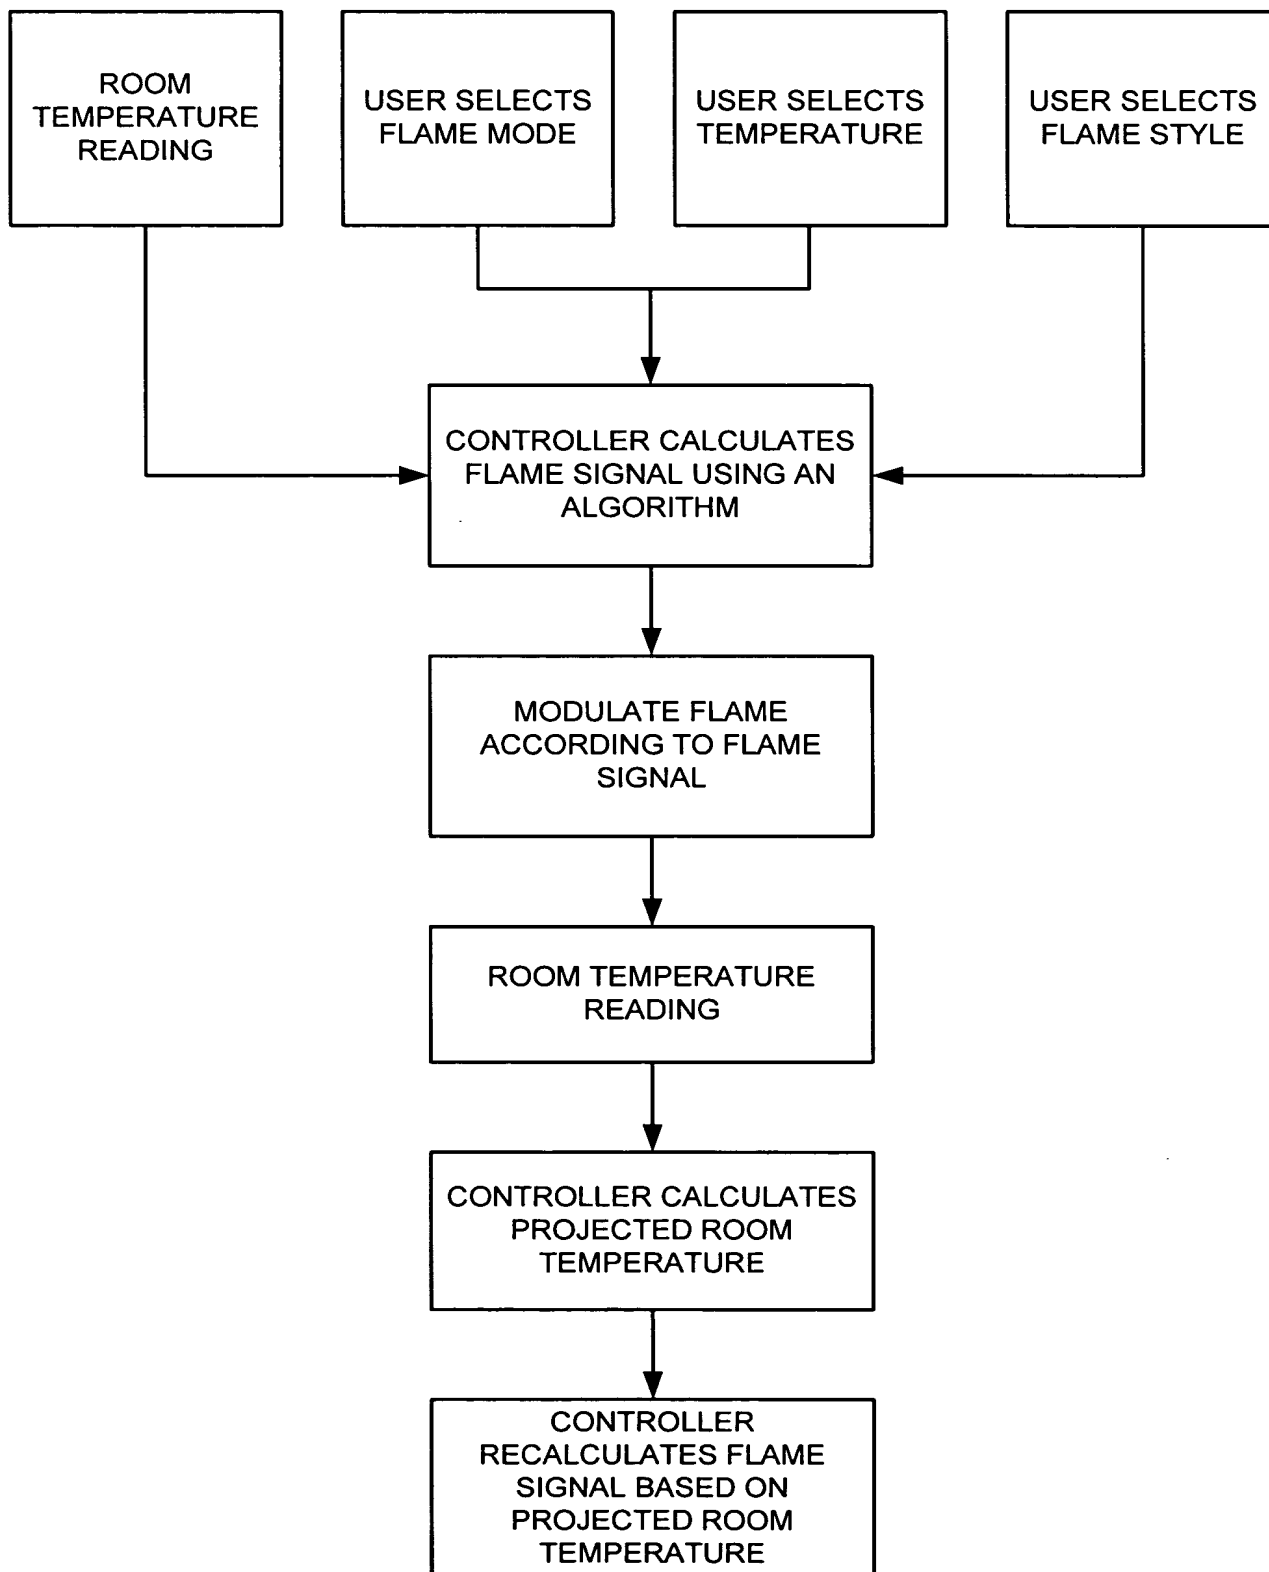 ROOM
TEMPERATURE
READING
USER SELECTS
FLAME MODE
USER SELECTS
TEMPERATURE
USER SELECTS
FLAME STYLE
CONTROLLER CALCULATES
FLAME SIGNAL USING AN
ALGORITHM
MODULATE FLAME
ACCORDING TO FLAME
SIGNAL
ROOM TEMPERATURE
READING
CONTROLLER CALCULATES
PROJECTED ROOM
TEMPERATURE
CONTROLLER
RECALCULATES FLAME
SIGNAL BASED ON
PROJECTED ROOM
TEMPERATURE